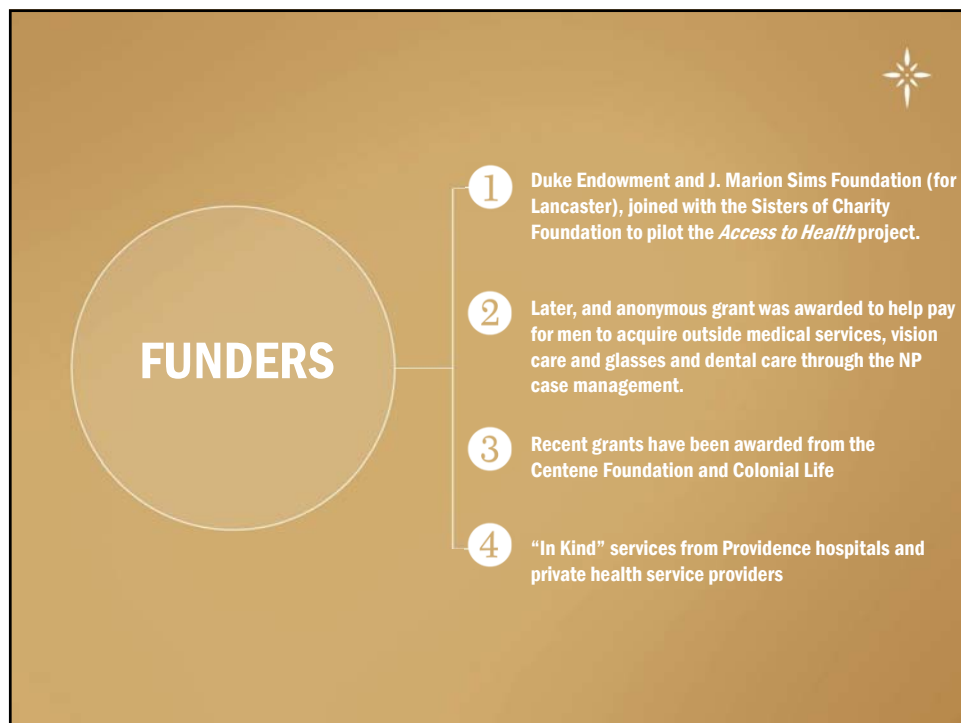 FUNDERS
1
Duke Endowment and J. Marion Sims Foundation (for
Lancaster), joined with the Sisters of Charity
Foundation to pilot the Access to Health project.
2
Later, and anonymous grant was awarded to help pay
for men to acquire outside medical services, vision
care and glasses and dental care through the NP
case management.
3
Recent grants have been awarded from the
Centene Foundation and Colonial Life
4
“In Kind” services from Providence hospitals and
private health service providers